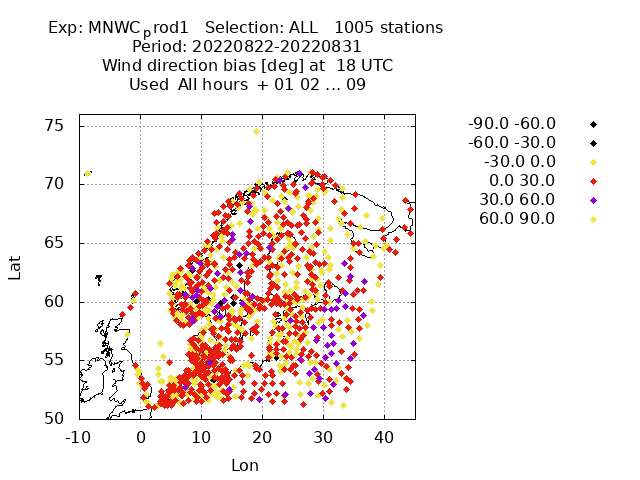 Exp: MNWCprod1   Selection: ALL   1005 stations
Period: 20220822-20220831
Wind direction bias [deg] at  18 UTC
Used  All hours  + 01 02 ... 09
-90.0 -60.0
-60.0 -30.0
-30.0 0.0
0.0 30.0
30.0 60.0
60.0 90.0
75
70
65
60
55
50
Lat
-10 0 10 20 30 40
Lon